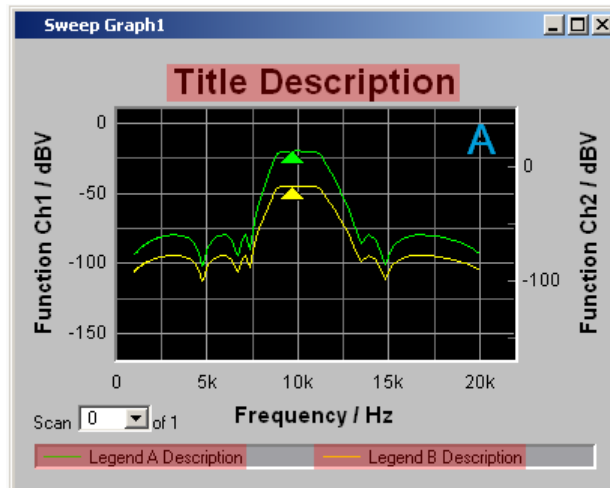 Sweep Graph1
Title Description
A
Function Ch1 / dBV
0
-50
-100
-150
0
-100
Function Ch2 / dBV
0
5k
10k
15k
20k
Frequency / Hz
Scan 0 of 1
Legend A Description
Legend B Description